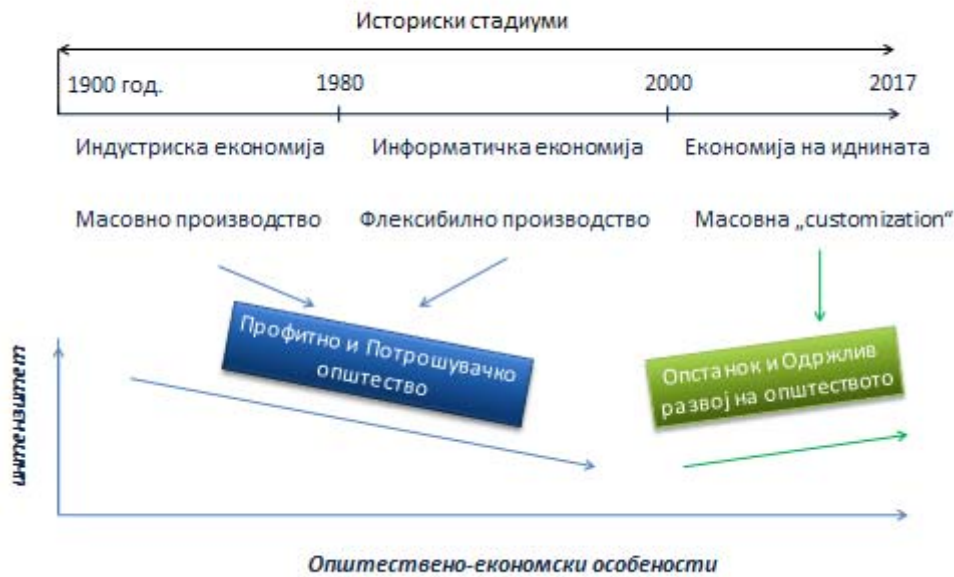 Историски стадиуми
1900 год. 1980 2000 2017
Индустриска економија Информатичка економија Економија на иднината
Масовно производство Флексибилно производство Масовна „customization“
Профитно и Потрошувачко
општество
Опстанок и Одржлив
развој на општеството
интензитет
Општествено-економски особености